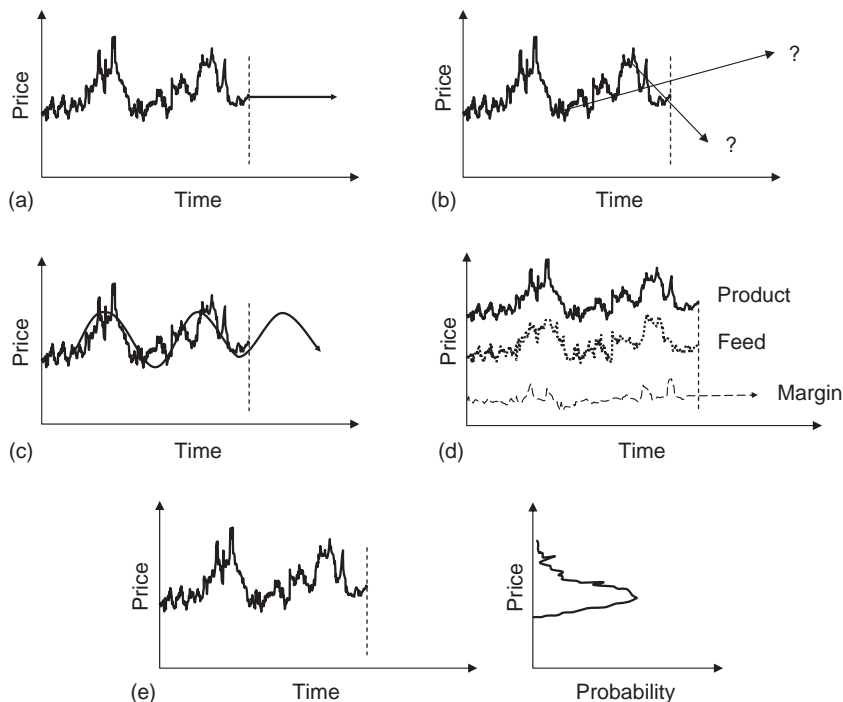 Price
Time
(a)
Price
?
?
Time
(b)
Price
Time
(c)
Price
Product
Feed
Margin
Time
(d)
Price
Time
(e)
Price
Probability